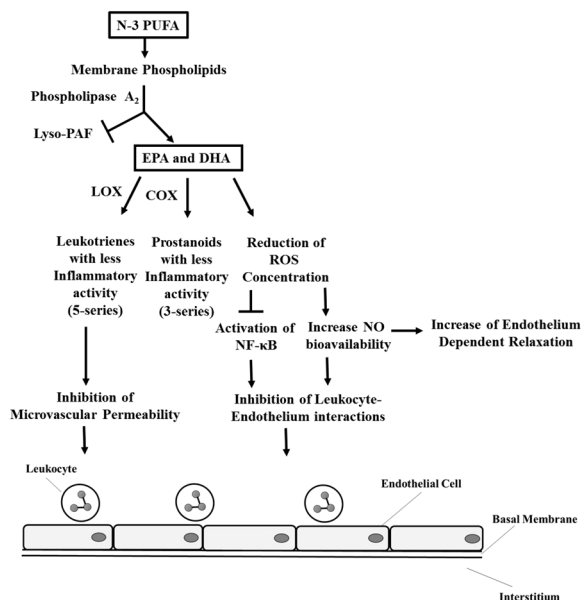 N-3 PUFA
Membrane Phospholipids
Phospholipase A2
Lyso-PAF
EPA and DHA
LOX
COX
Leukotrienes
with less
Inflammatory
activity
(5-series)
Prostanoids
with less
Inflammatory
activity
(3-series)
Reduction of
ROS
Concentration
Activation of
NF-κB
Increase NO
bioavailability
Increase of Endothelium
Dependent Relaxation
Inhibition of
Microvascular Permeability
Inhibition of Leukocyte-
Endothelium interactions
Leukocyte
Endothelial Cell
Basal Membrane
Interstitium